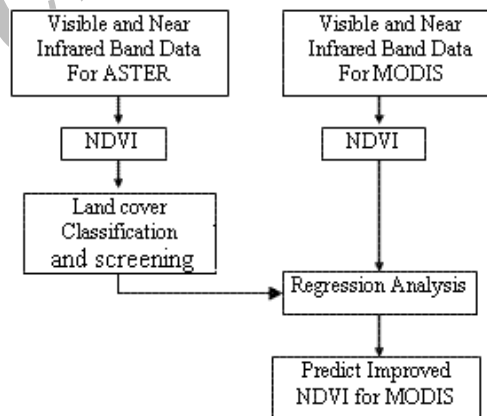 Visible and Near
Infrared Band Data
For ASTER
Visible and Near
Infrared Band Data
For MODIS
NDVI
NDVI
Land cover
Classification
and screening
Regression Analysis
Predict Improved
NDVI for MODIS